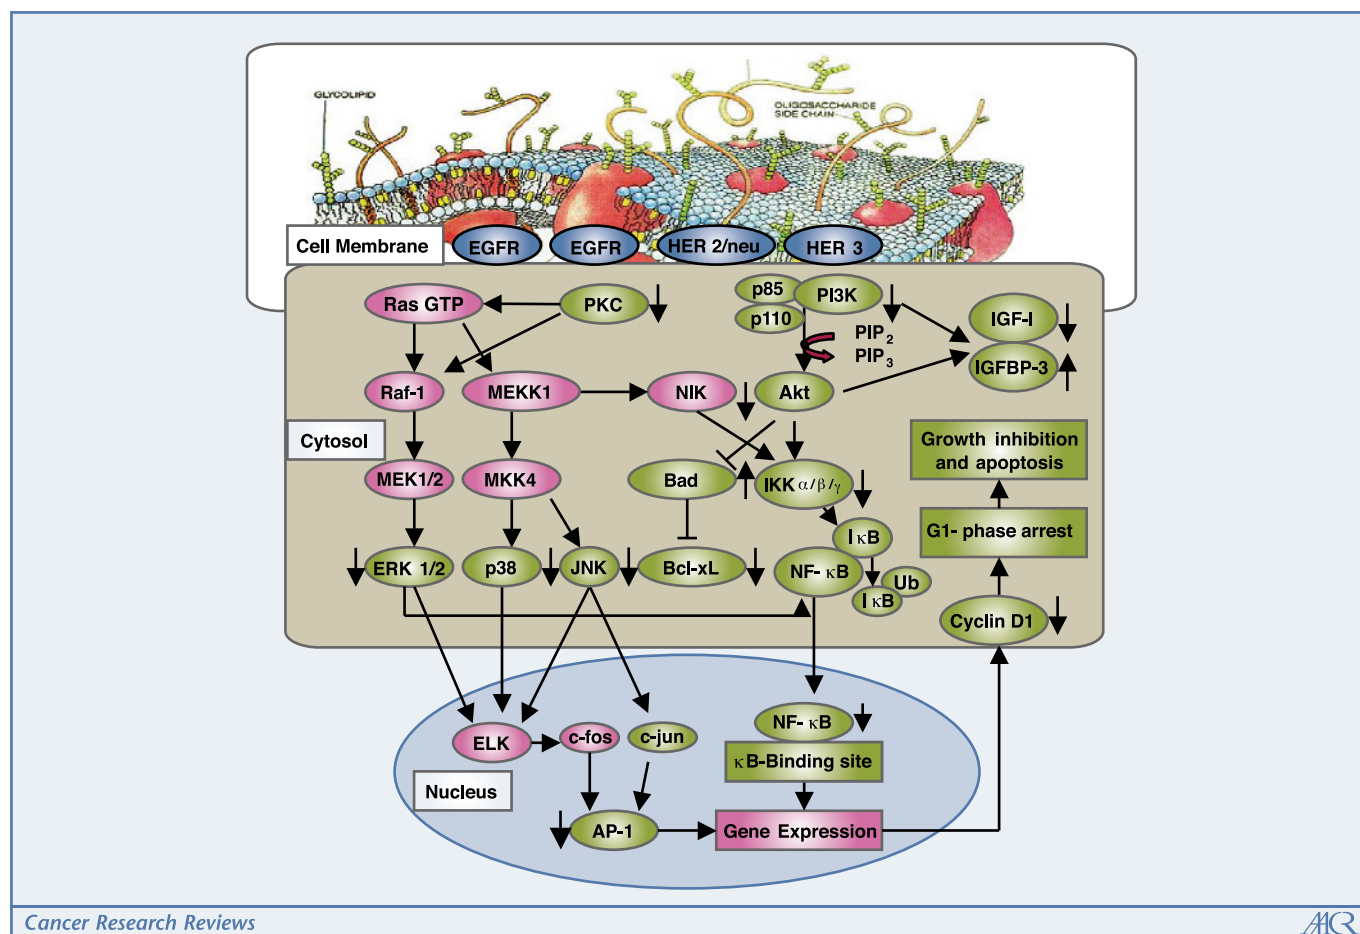 GLYCOLIPID
OLIGOSACCHARIDE
SIDE CHAIN
Cell Membrane
EGFR
EGFR
HER 2/neu
HER 3
Ras GTP
PKC
p85
PI3K
p110
PIP2
PIP3
IGF-I
IGFBP-3
Raf-1
MEKK1
NIK
Akt
Cytosol
Growth inhibition
and apoptosis
MEK1/2
MKK4
Bad
IKK α/β/γ
G1- phase arrest
IκB
ERK 1/2
p38
JNK
Bcl-xL
NF- κB
Ub
IκB
Cyclin D1
NF- κB
ELK
c-fos
c-jun
κB-Binding site
Nucleus
AP-1
Gene Expression
Cancer Research Reviews
AACR